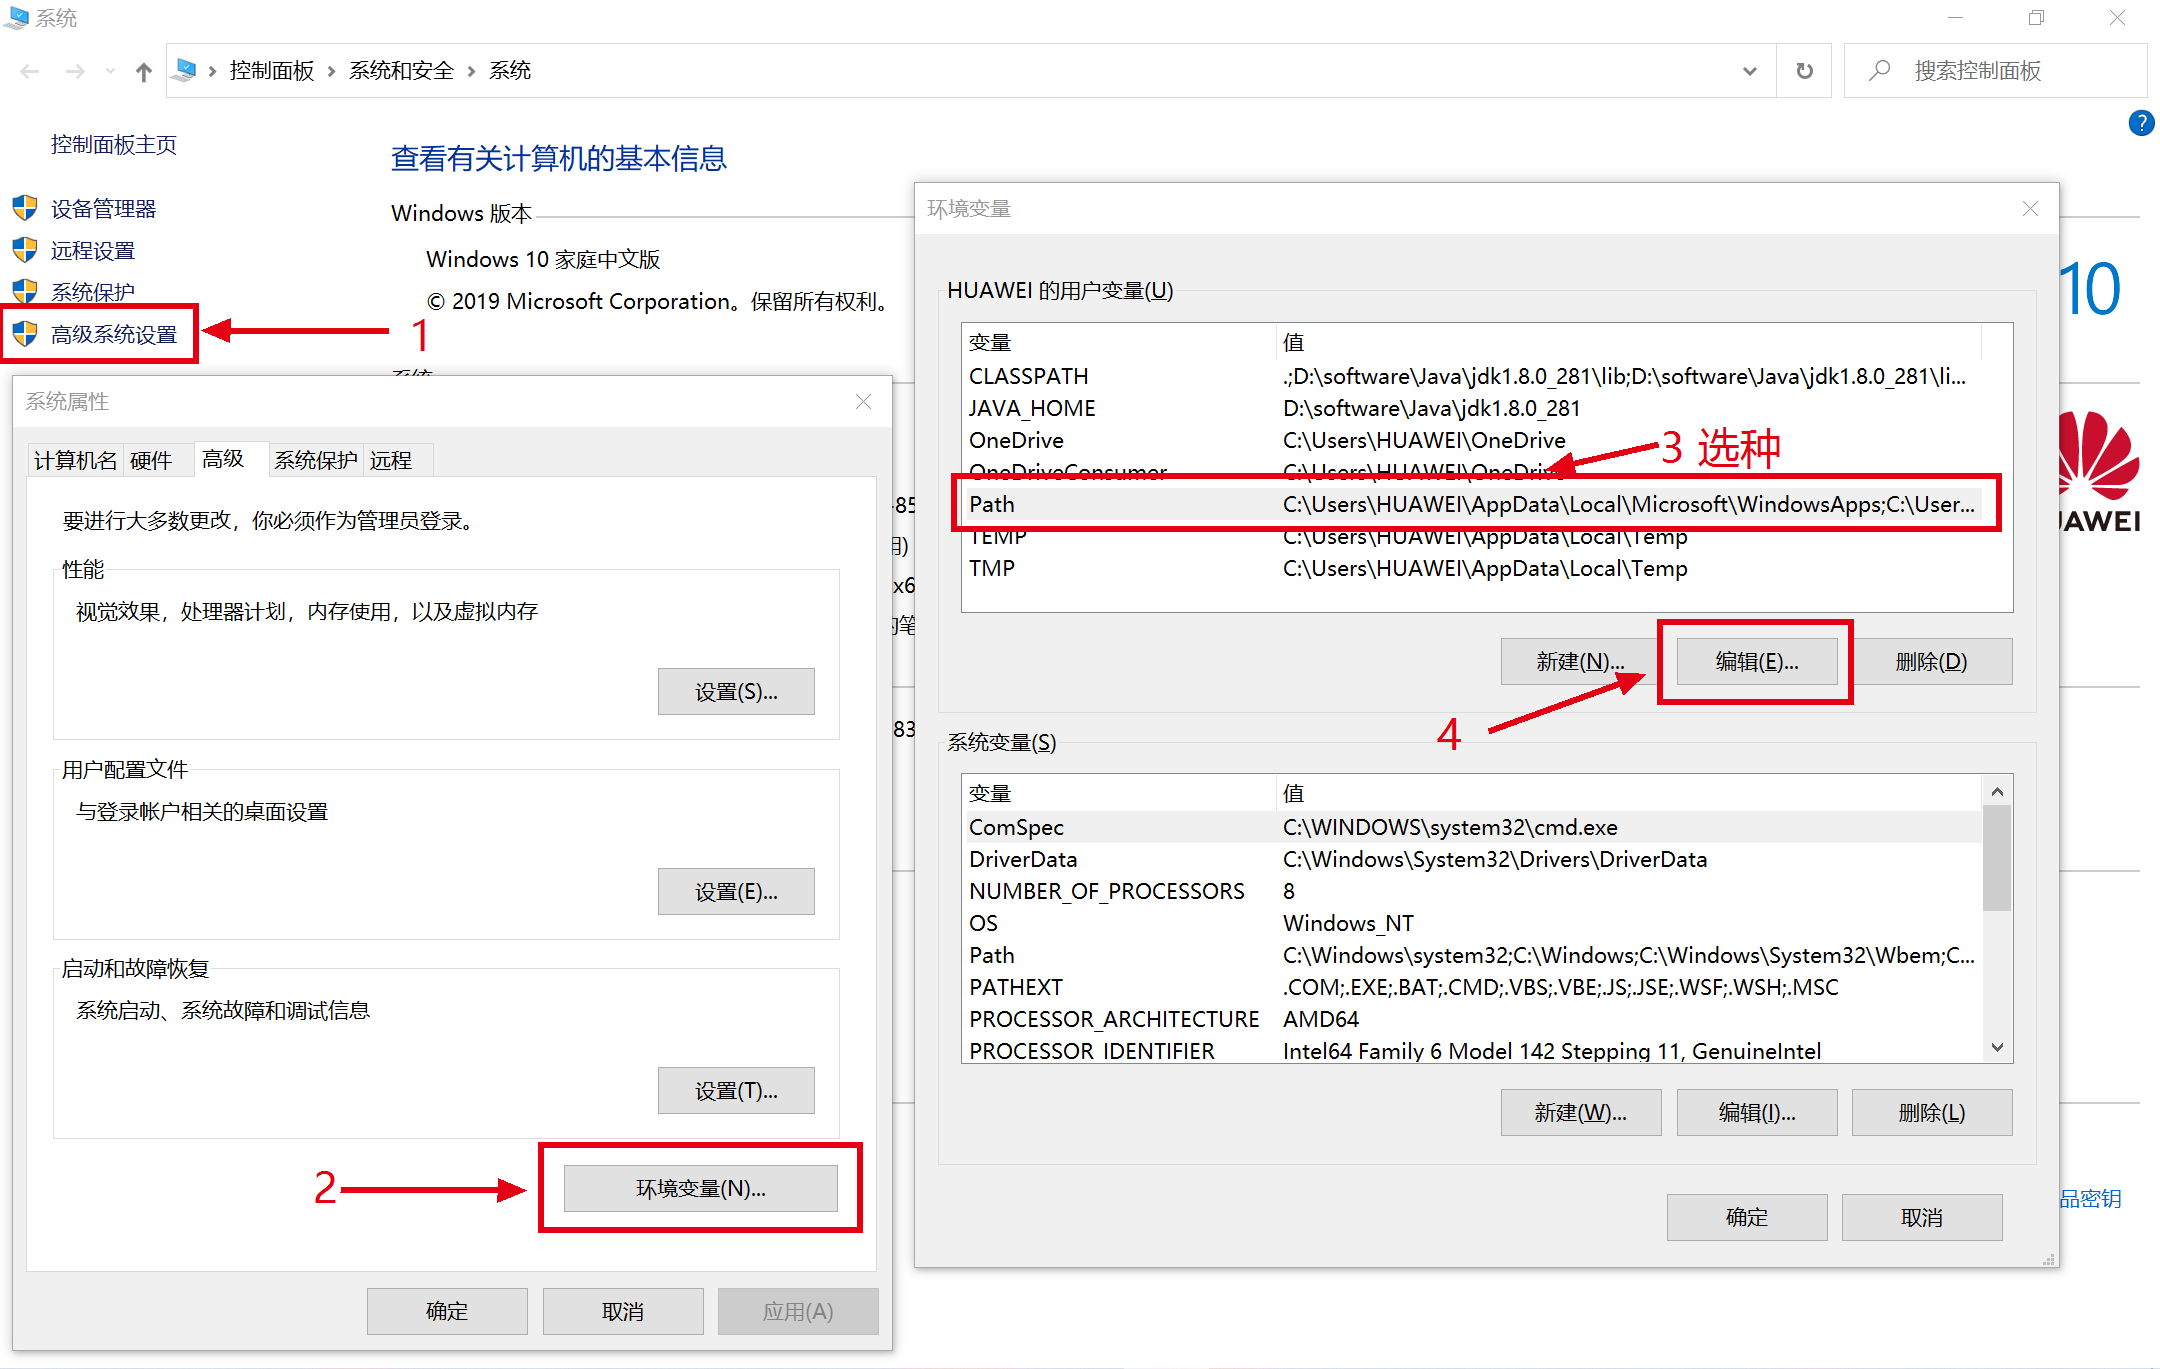 系统
控制面板 › 系统和安全 › 系统
搜索控制面板
控制面板主页
设备管理器
远程设置
系统保护
高级系统设置
1
查看有关计算机的基本信息
Windows 版本
Windows 10 家庭中文版
© 2019 Microsoft Corporation。保留所有权利。
系统
10
系统属性
计算机名 硬件 高级 系统保护 远程
要进行大多数更改，你必须作为管理员登录。
性能
视觉效果，处理器计划，内存使用，以及虚拟内存
设置(S)...
用户配置文件
与登录帐户相关的桌面设置
设置(E)...
启动和故障恢复
系统启动、系统故障和调试信息
设置(T)...
2
环境变量(N)...
确定 取消 应用(A)
-85
x6
的笔
83
环境变量
HUAWEI 的用户变量(U)
变量 值
CLASSPATH .;D:\software\Java\jdk1.8.0_281\lib;D:\software\Java\jdk1.8.0_281\li...
JAVA_HOME D:\software\Java\jdk1.8.0_281
OneDrive C:\Users\HUAWEI\OneDrive
OneDriveConsumer C:\Users\HUAWEI\OneDrive
3 选种
Path C:\Users\HUAWEI\AppData\Local\Microsoft\WindowsApps;C:\User...
TEMP C:\Users\HUAWEI\AppData\Local\Temp
TMP C:\Users\HUAWEI\AppData\Local\Temp
新建(N)... 编辑(E)... 删除(D)
4
系统变量(S)
变量 值
ComSpec C:\WINDOWS\system32\cmd.exe
DriverData C:\Windows\System32\Drivers\DriverData
NUMBER_OF_PROCESSORS 8
OS Windows_NT
Path C:\Windows\system32;C:\Windows;C:\Windows\System32\Wbem;C...
PATHEXT .COM;.EXE;.BAT;.CMD;.VBS;.VBE;.JS;.JSE;.WSF;.WSH;.MSC
PROCESSOR_ARCHITECTURE AMD64
PROCESSOR_IDENTIFIER Intel64 Family 6 Model 142 Stepping 11, GenuineIntel
新建(W)... 编辑(I)... 删除(L)
确定 取消
?
AWEI
品密钥